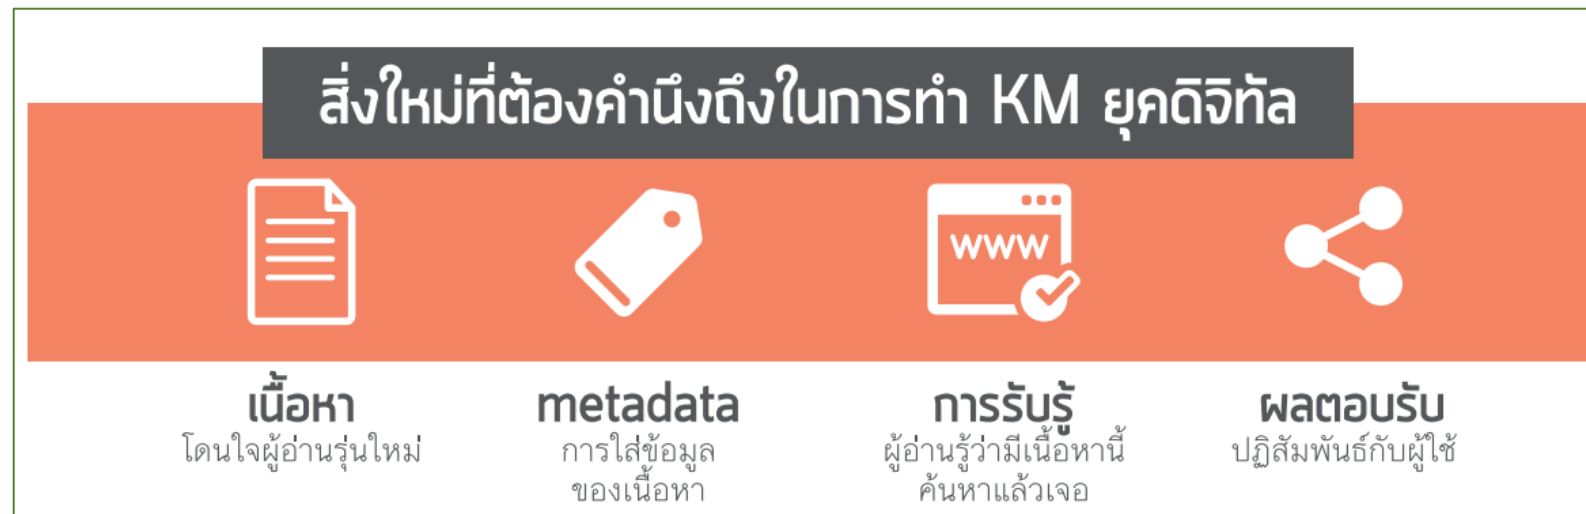 สิ่งใหม่ที่ต้องคำนึงถึงในการทำ KM ยุคดิจิทัล
www
เนื้อหา
โดนใจผู้อ่านรุ่นใหม่
metadata
การใส่ข้อมูล
ของเนื้อหา
การรับรู้
ผู้อ่านรู้ว่ามีเนื้อหานี้
ค้นหาแล้วเจอ
ผลตอบรับ
ปฏิสัมพันธ์กับผู้ใช้